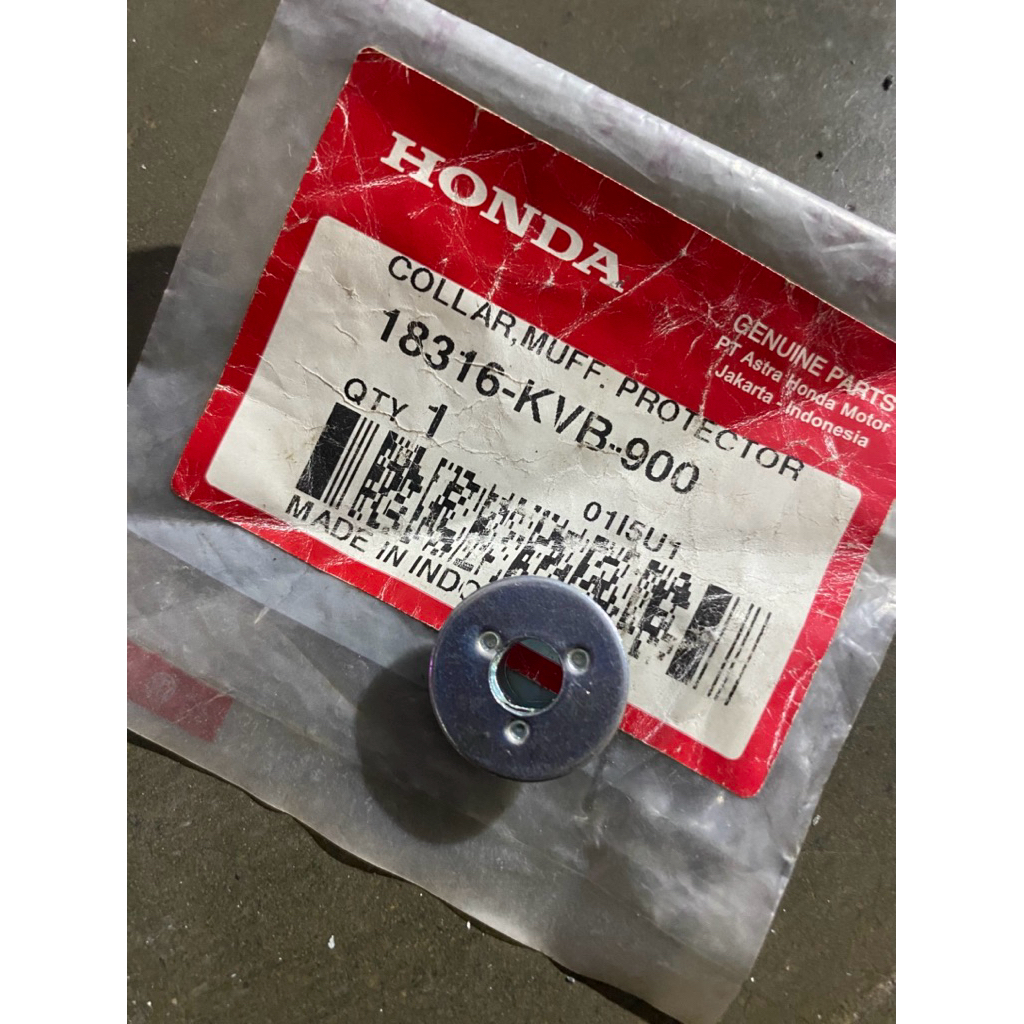 HONDA
GENUINE PARTS
PT Astra Honda Motor
Jakarta - Indonesia
COLLAR,MUFF. PROTECTOR
18316-KVB-900
QTY 1
01I5U1
MADE IN INDO